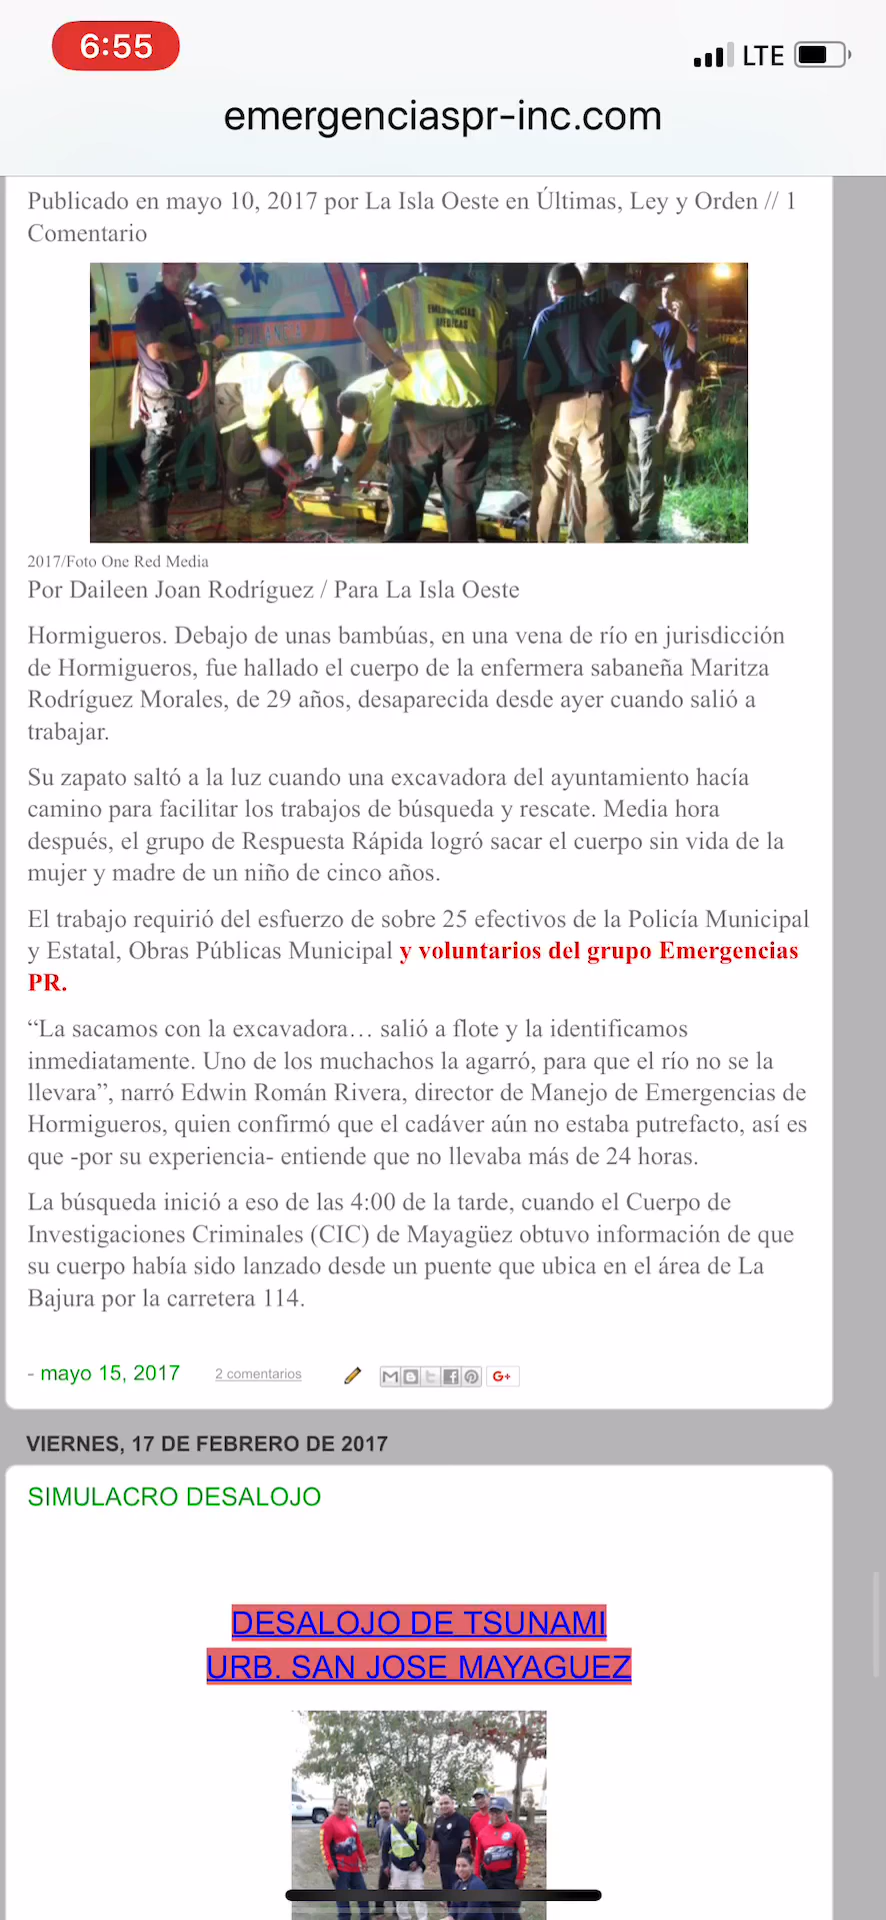 6:55
LTE
emergenciaspr-inc.com
Publicado en mayo 10, 2017 por La Isla Oeste en Últimas, Ley y Orden // 1
Comentario
EMERGENCIAS
MEDICAS
2017/Foto One Red Media
Por Daileen Joan Rodríguez / Para La Isla Oeste
Hormigueros. Debajo de unas bambúas, en una vena de río en jurisdicción
de Hormigueros, fue hallado el cuerpo de la enfermera sabaneña Maritza
Rodríguez Morales, de 29 años, desaparecida desde ayer cuando salió a
trabajar.
Su zapato saltó a la luz cuando una excavadora del ayuntamiento hacía
camino para facilitar los trabajos de búsqueda y rescate. Media hora
después, el grupo de Respuesta Rápida logró sacar el cuerpo sin vida de la
mujer y madre de un niño de cinco años.
El trabajo requirió del esfuerzo de sobre 25 efectivos de la Policía Municipal
y Estatal, Obras Públicas Municipal y voluntarios del grupo Emergencias
PR.
“La sacamos con la excavadora… salió a flote y la identificamos
inmediatamente. Uno de los muchachos la agarró, para que el río no se la
llevara”, narró Edwin Román Rivera, director de Manejo de Emergencias de
Hormigueros, quien confirmó que el cadáver aún no estaba putrefacto, así es
que -por su experiencia- entiende que no llevaba más de 24 horas.
La búsqueda inició a eso de las 4:00 de la tarde, cuando el Cuerpo de
Investigaciones Criminales (CIC) de Mayagüez obtuvo información de que
su cuerpo había sido lanzado desde un puente que ubica en el área de La
Bajura por la carretera 114.
- mayo 15, 2017 2 comentarios G+
VIERNES, 17 DE FEBRERO DE 2017
SIMULACRO DESALOJO
DESALOJO DE TSUNAMI
URB. SAN JOSE MAYAGUEZ